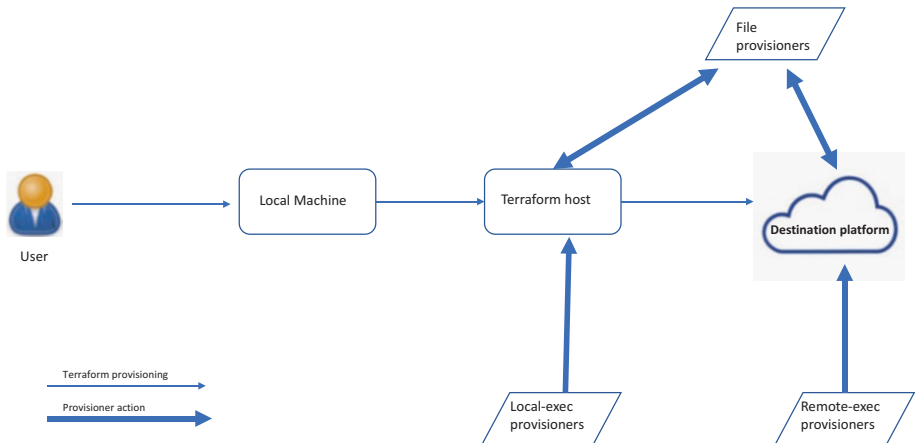 File
provisioners
Local Machine
Terraform host
Destination platform
User
Terraform provisioning
Provisioner action
Local-exec
provisioners
Remote-exec
provisioners